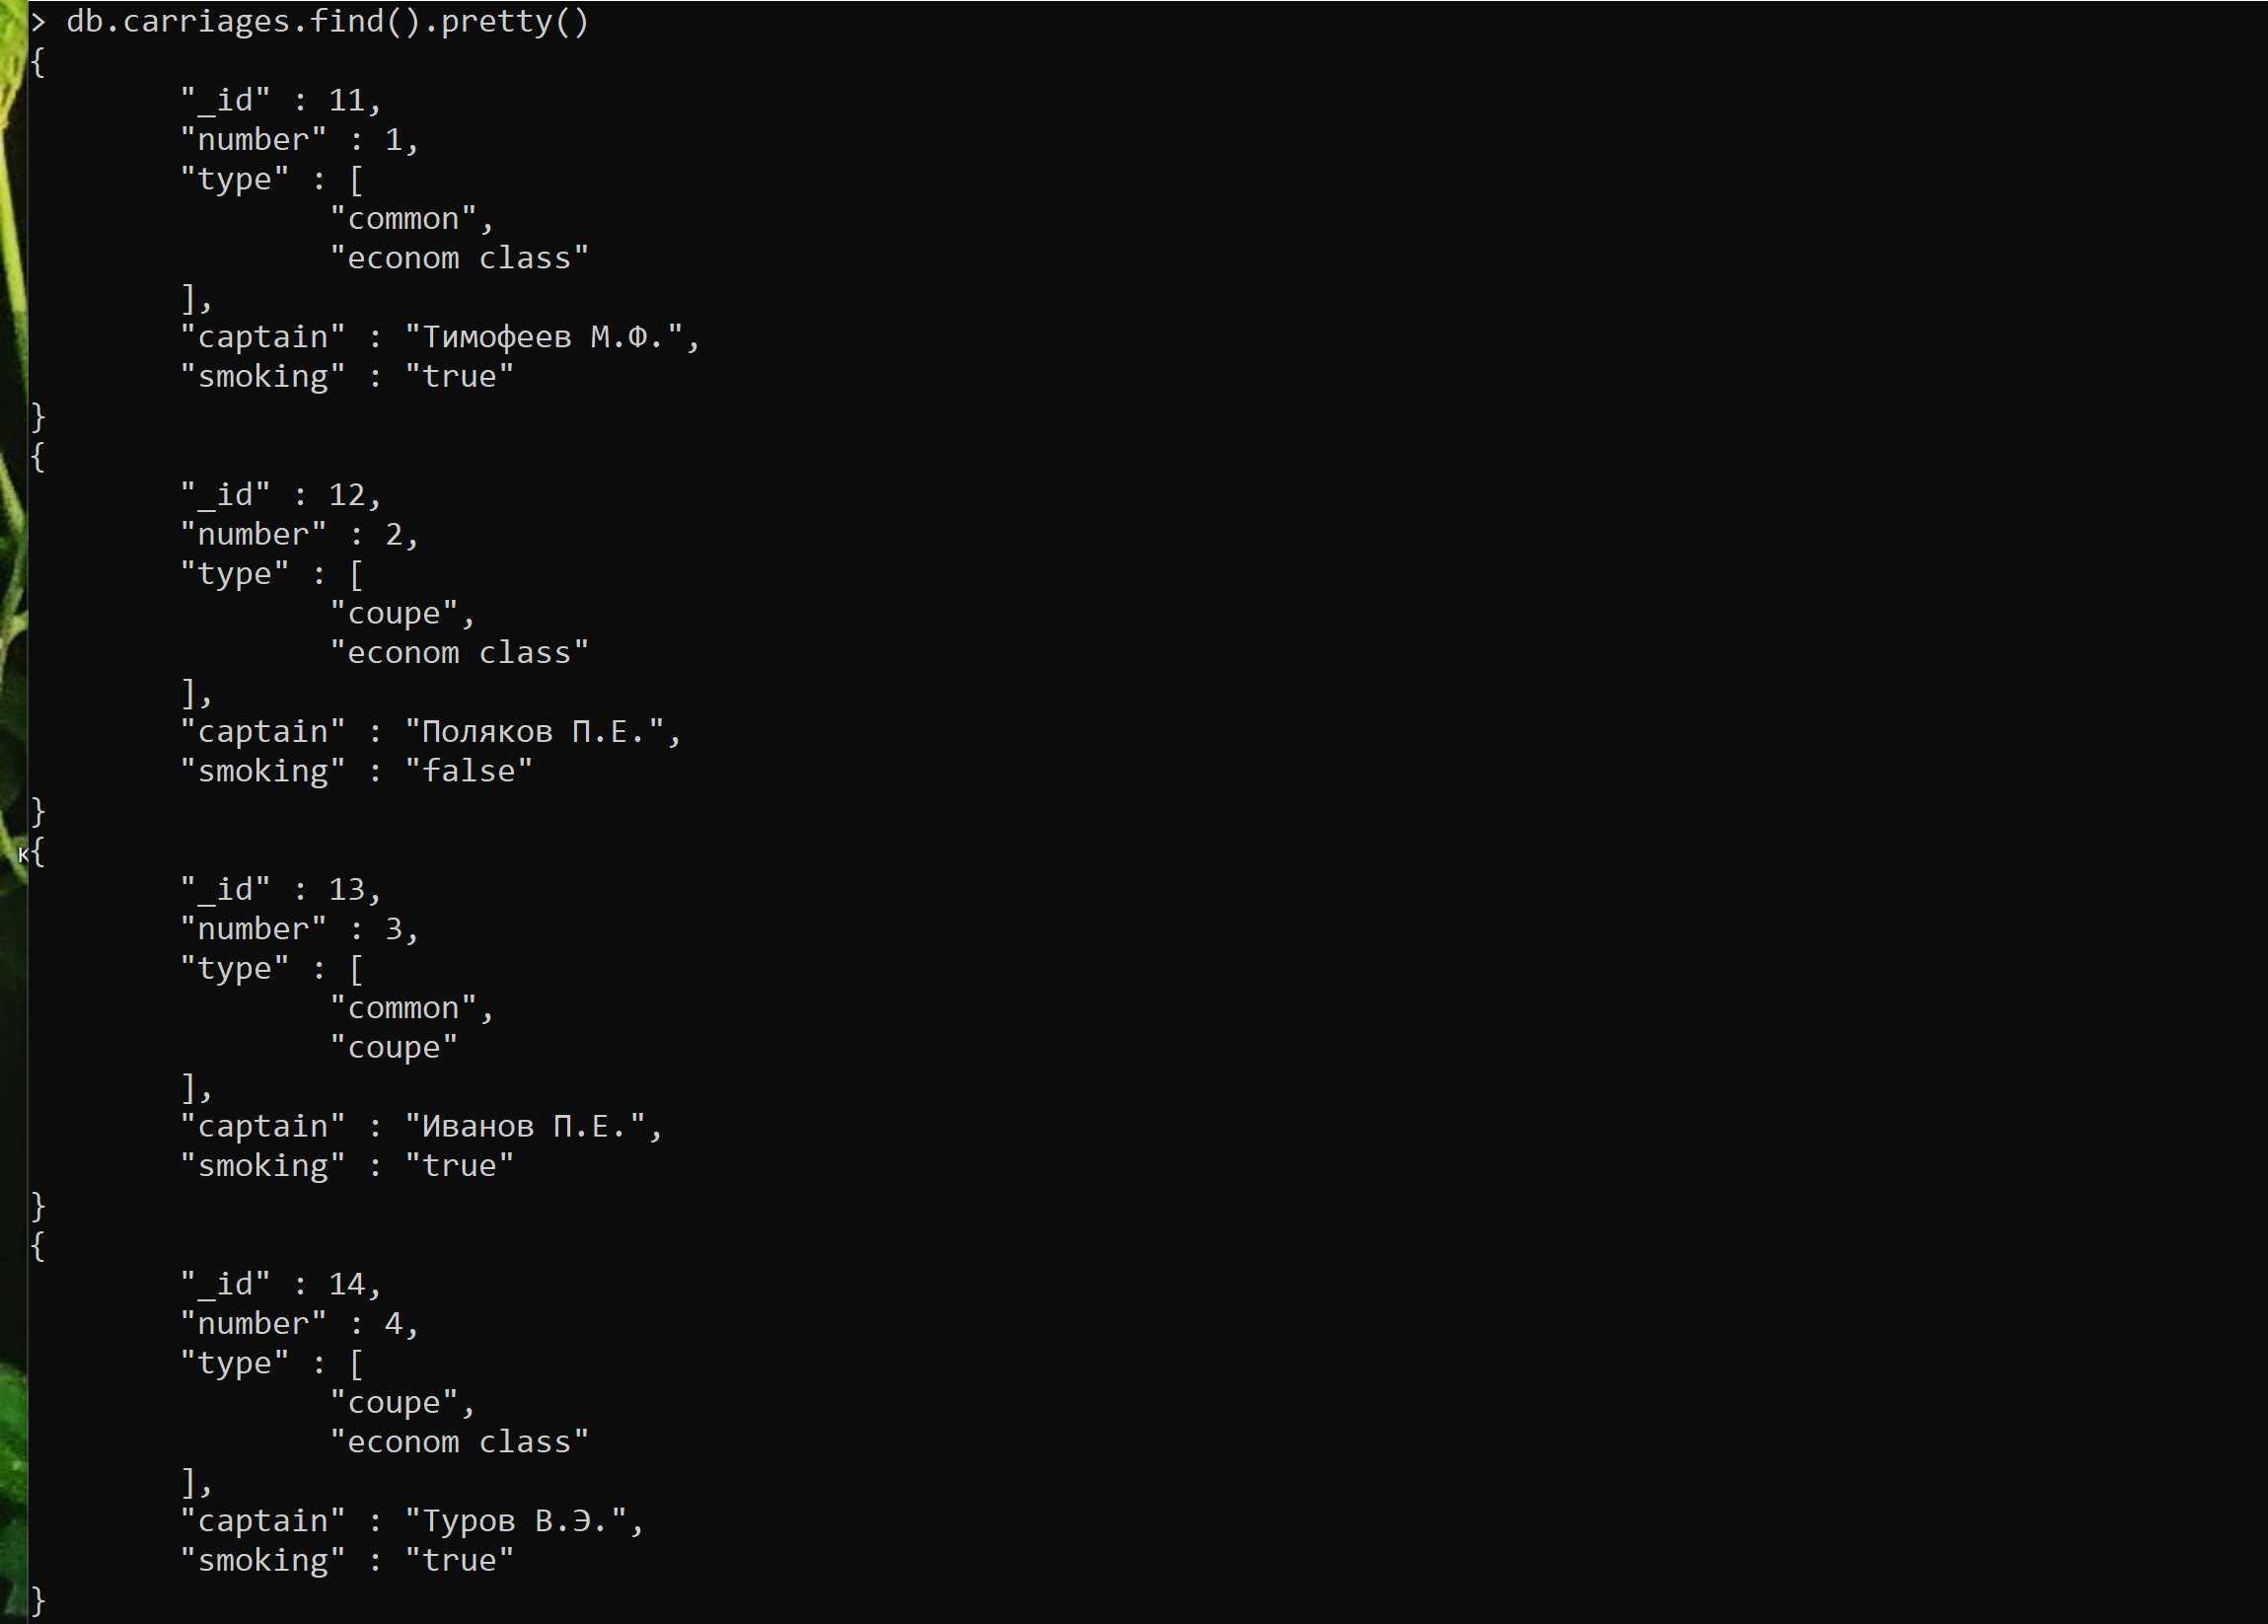 > db.carriages.find().pretty()
{
"_id" : 11,
"number" : 1,
"type" : [
"common",
"econom class"
],
"captain" : "Тимофеев М.Ф.",
"smoking" : "true"
}
{
"_id" : 12,
"number" : 2,
"type" : [
"coupe",
"econom class"
],
"captain" : "Поляков П.Е.",
"smoking" : "false"
}
к{
"_id" : 13,
"number" : 3,
"type" : [
"common",
"coupe"
],
"captain" : "Иванов П.Е.",
"smoking" : "true"
}
{
"_id" : 14,
"number" : 4,
"type" : [
"coupe",
"econom class"
],
"captain" : "Туров В.Э.",
"smoking" : "true"
}